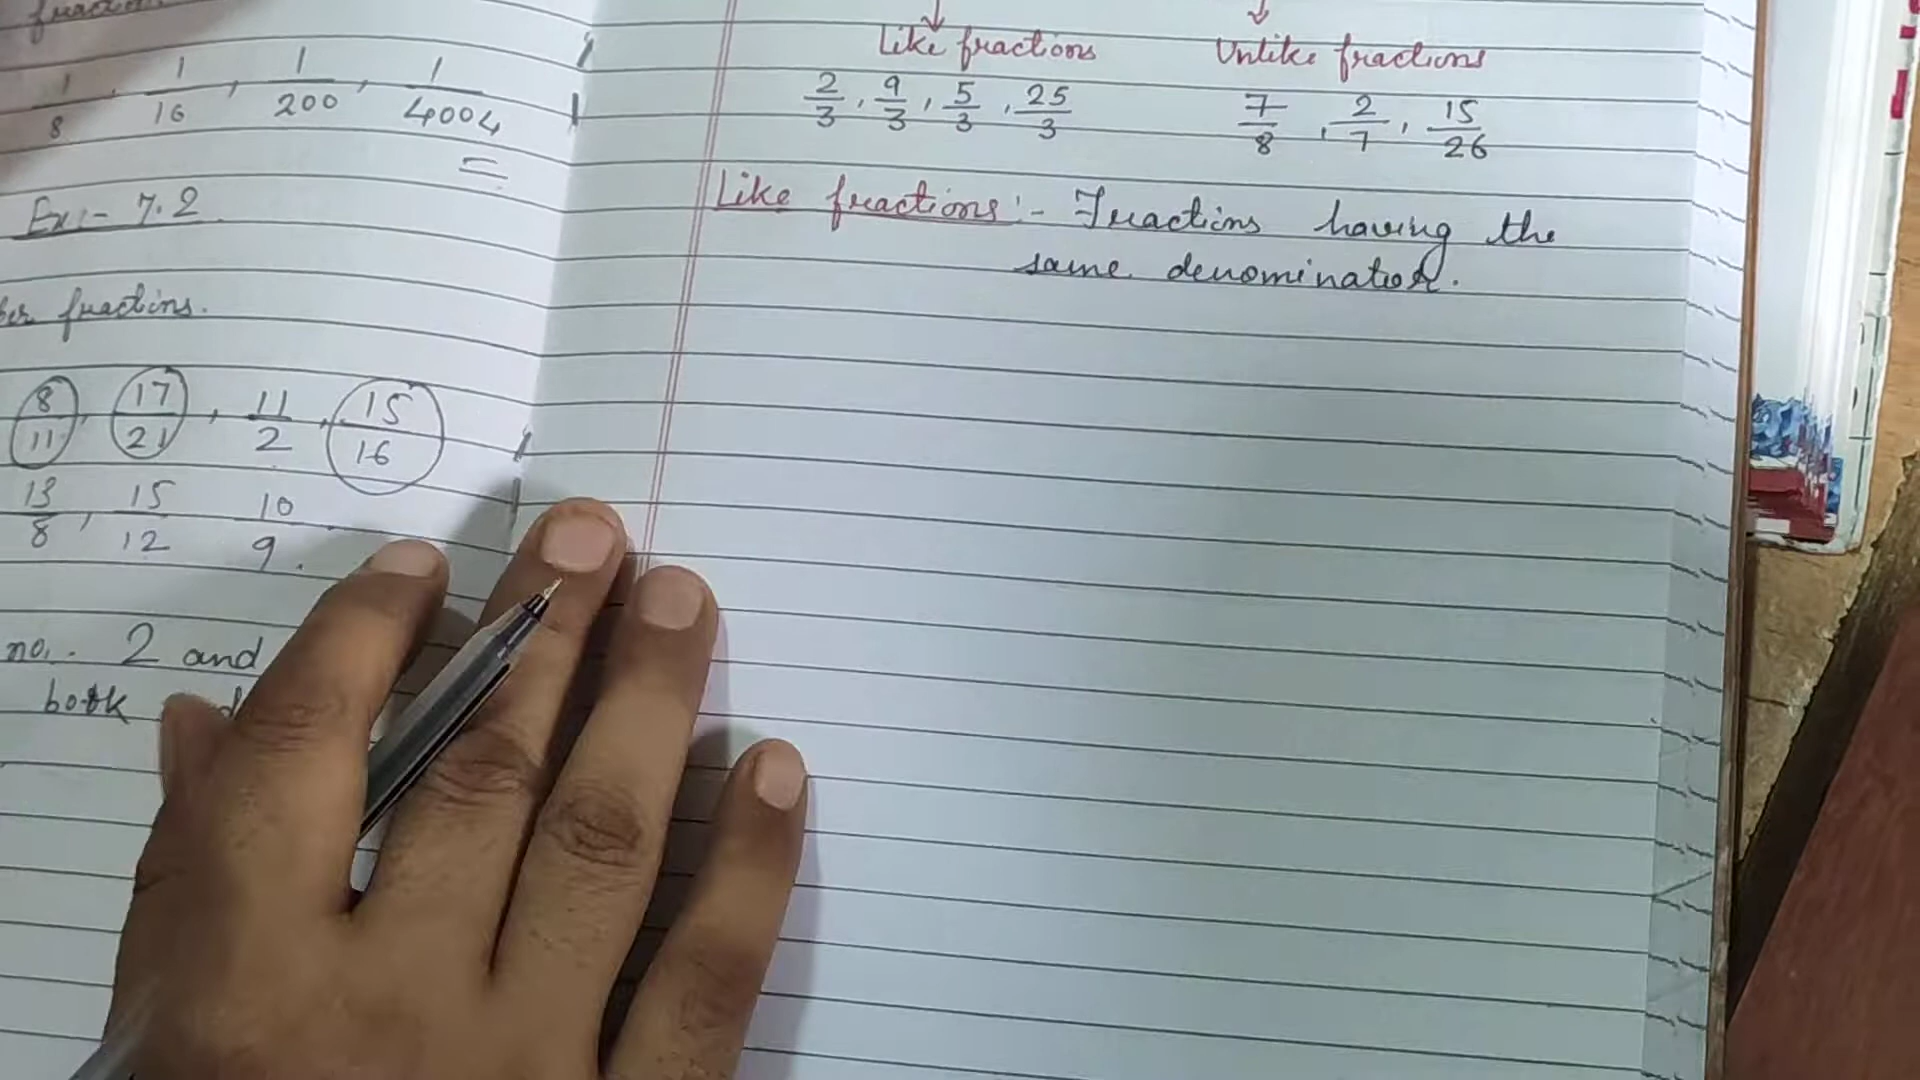 1/8, 1/16, 1/200, 1/4004
=
Ex:- 7.2
fractins.
8/11, 17/21, 11/2, 15/16
13/8, 15/12 10/9.
no. 2 and
book
Like fractions Unlike fractions
2/3, 9/3, 5/3, 25/3 7/8, 2/7, 15/26
Like fractions:- Fractions having the
same denominator.